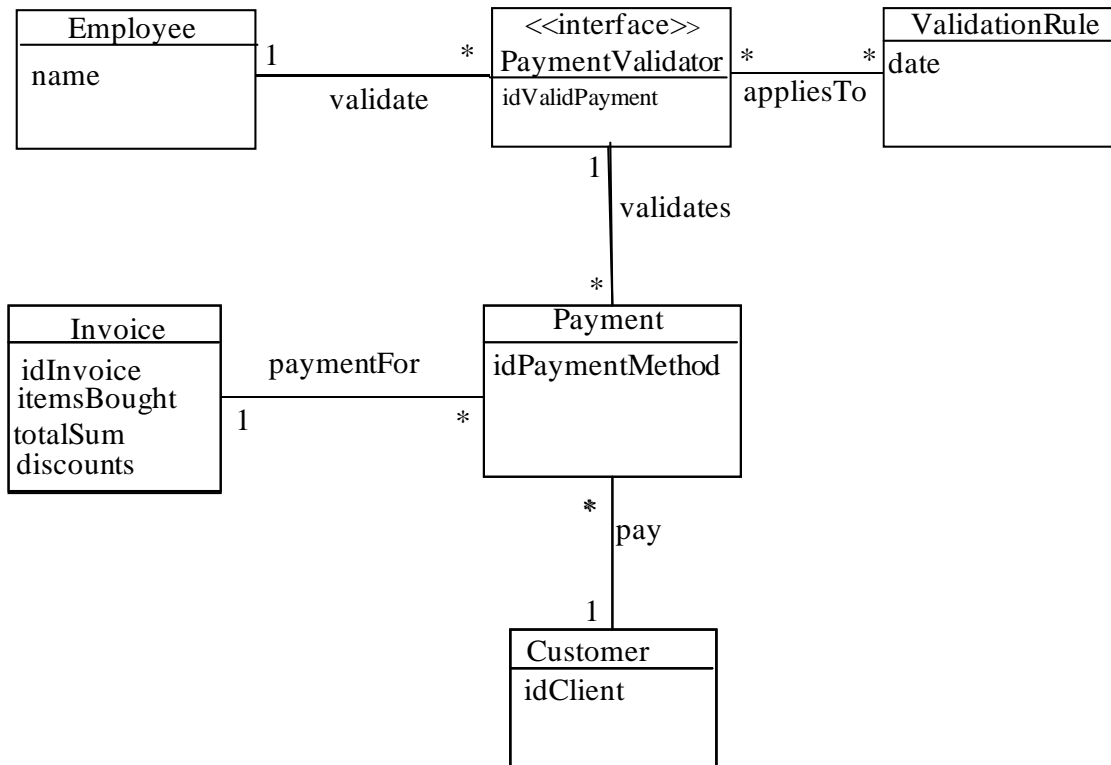 Employee
name
1
*
validate
<<interface>>
PaymentValidator
idValidPayment
*
*
appliesTo
ValidationRule
date
1
validates
*
Invoice
idInvoice
itemsBought
totalSum
discounts
paymentFor
1
*
Payment
idPaymentMethod
*
pay
1
Customer
idClient